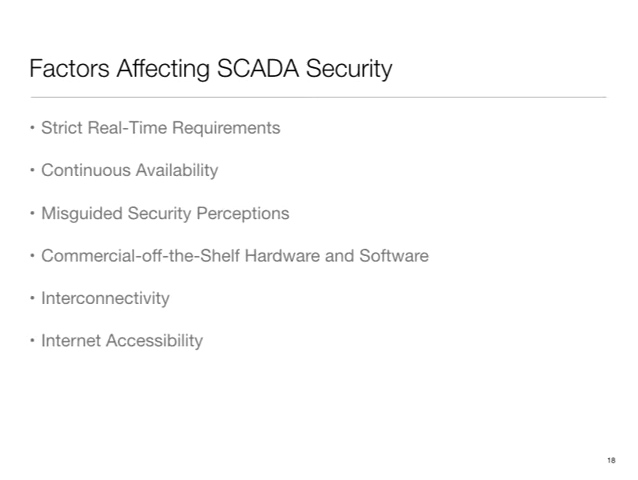 Factors Affecting SCADA Security
• Strict Real-Time Requirements
• Continuous Availability
• Misguided Security Perceptions
• Commercial-off-the-Shelf Hardware and Software
• Interconnectivity
• Internet Accessibility
18